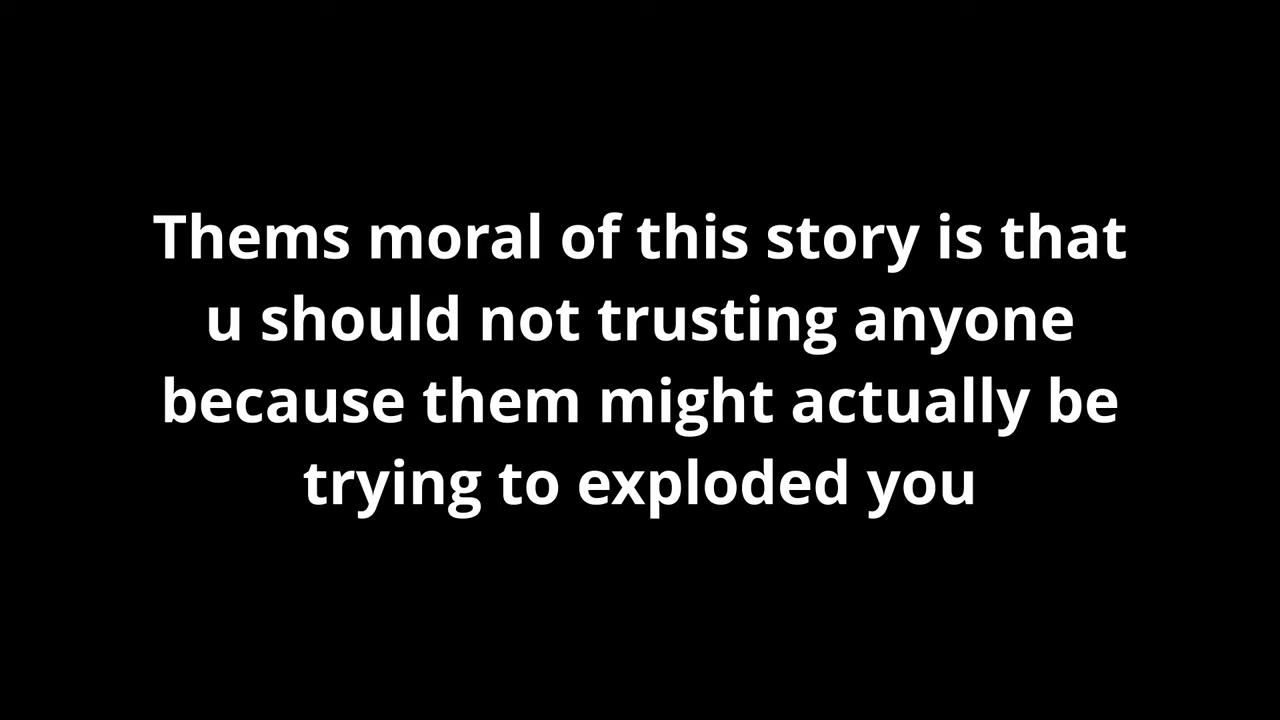 Thems moral of this story is that
u should not trusting anyone
because them might actually be
trying to exploded you